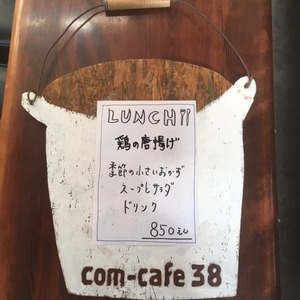 LUNCH!!
鶏の唐揚げ
季節の小さいおかず
スープとサラダ
ドリンク
850えん
com-cafe 38